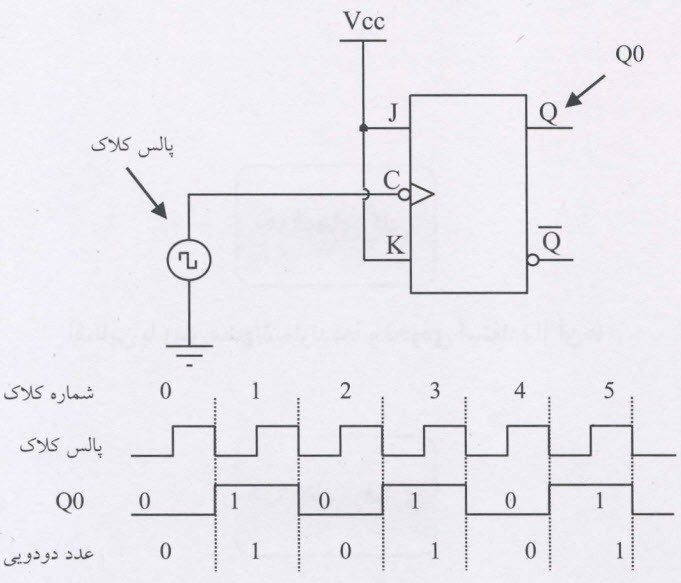 Vcc
Q0
J
Q
پالس کلاک
C
K
Q̅
شماره کلاک 0 1 2 3 4 5
پالس کلاک
Q0 0 1 0 1 0 1
عدد دودویی 0 1 0 1 0 1